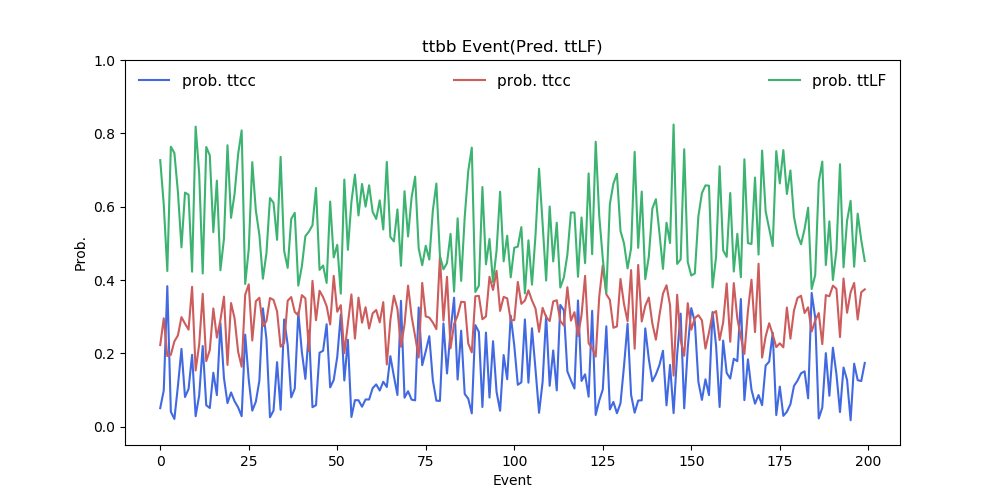 ttbb Event(Pred. ttLF)
prob. ttcc prob. ttcc prob. ttLF
1.0
0.8
0.6
0.4
0.2
0.0
Prob.
0 25 50 75 100 125 150 175 200
Event